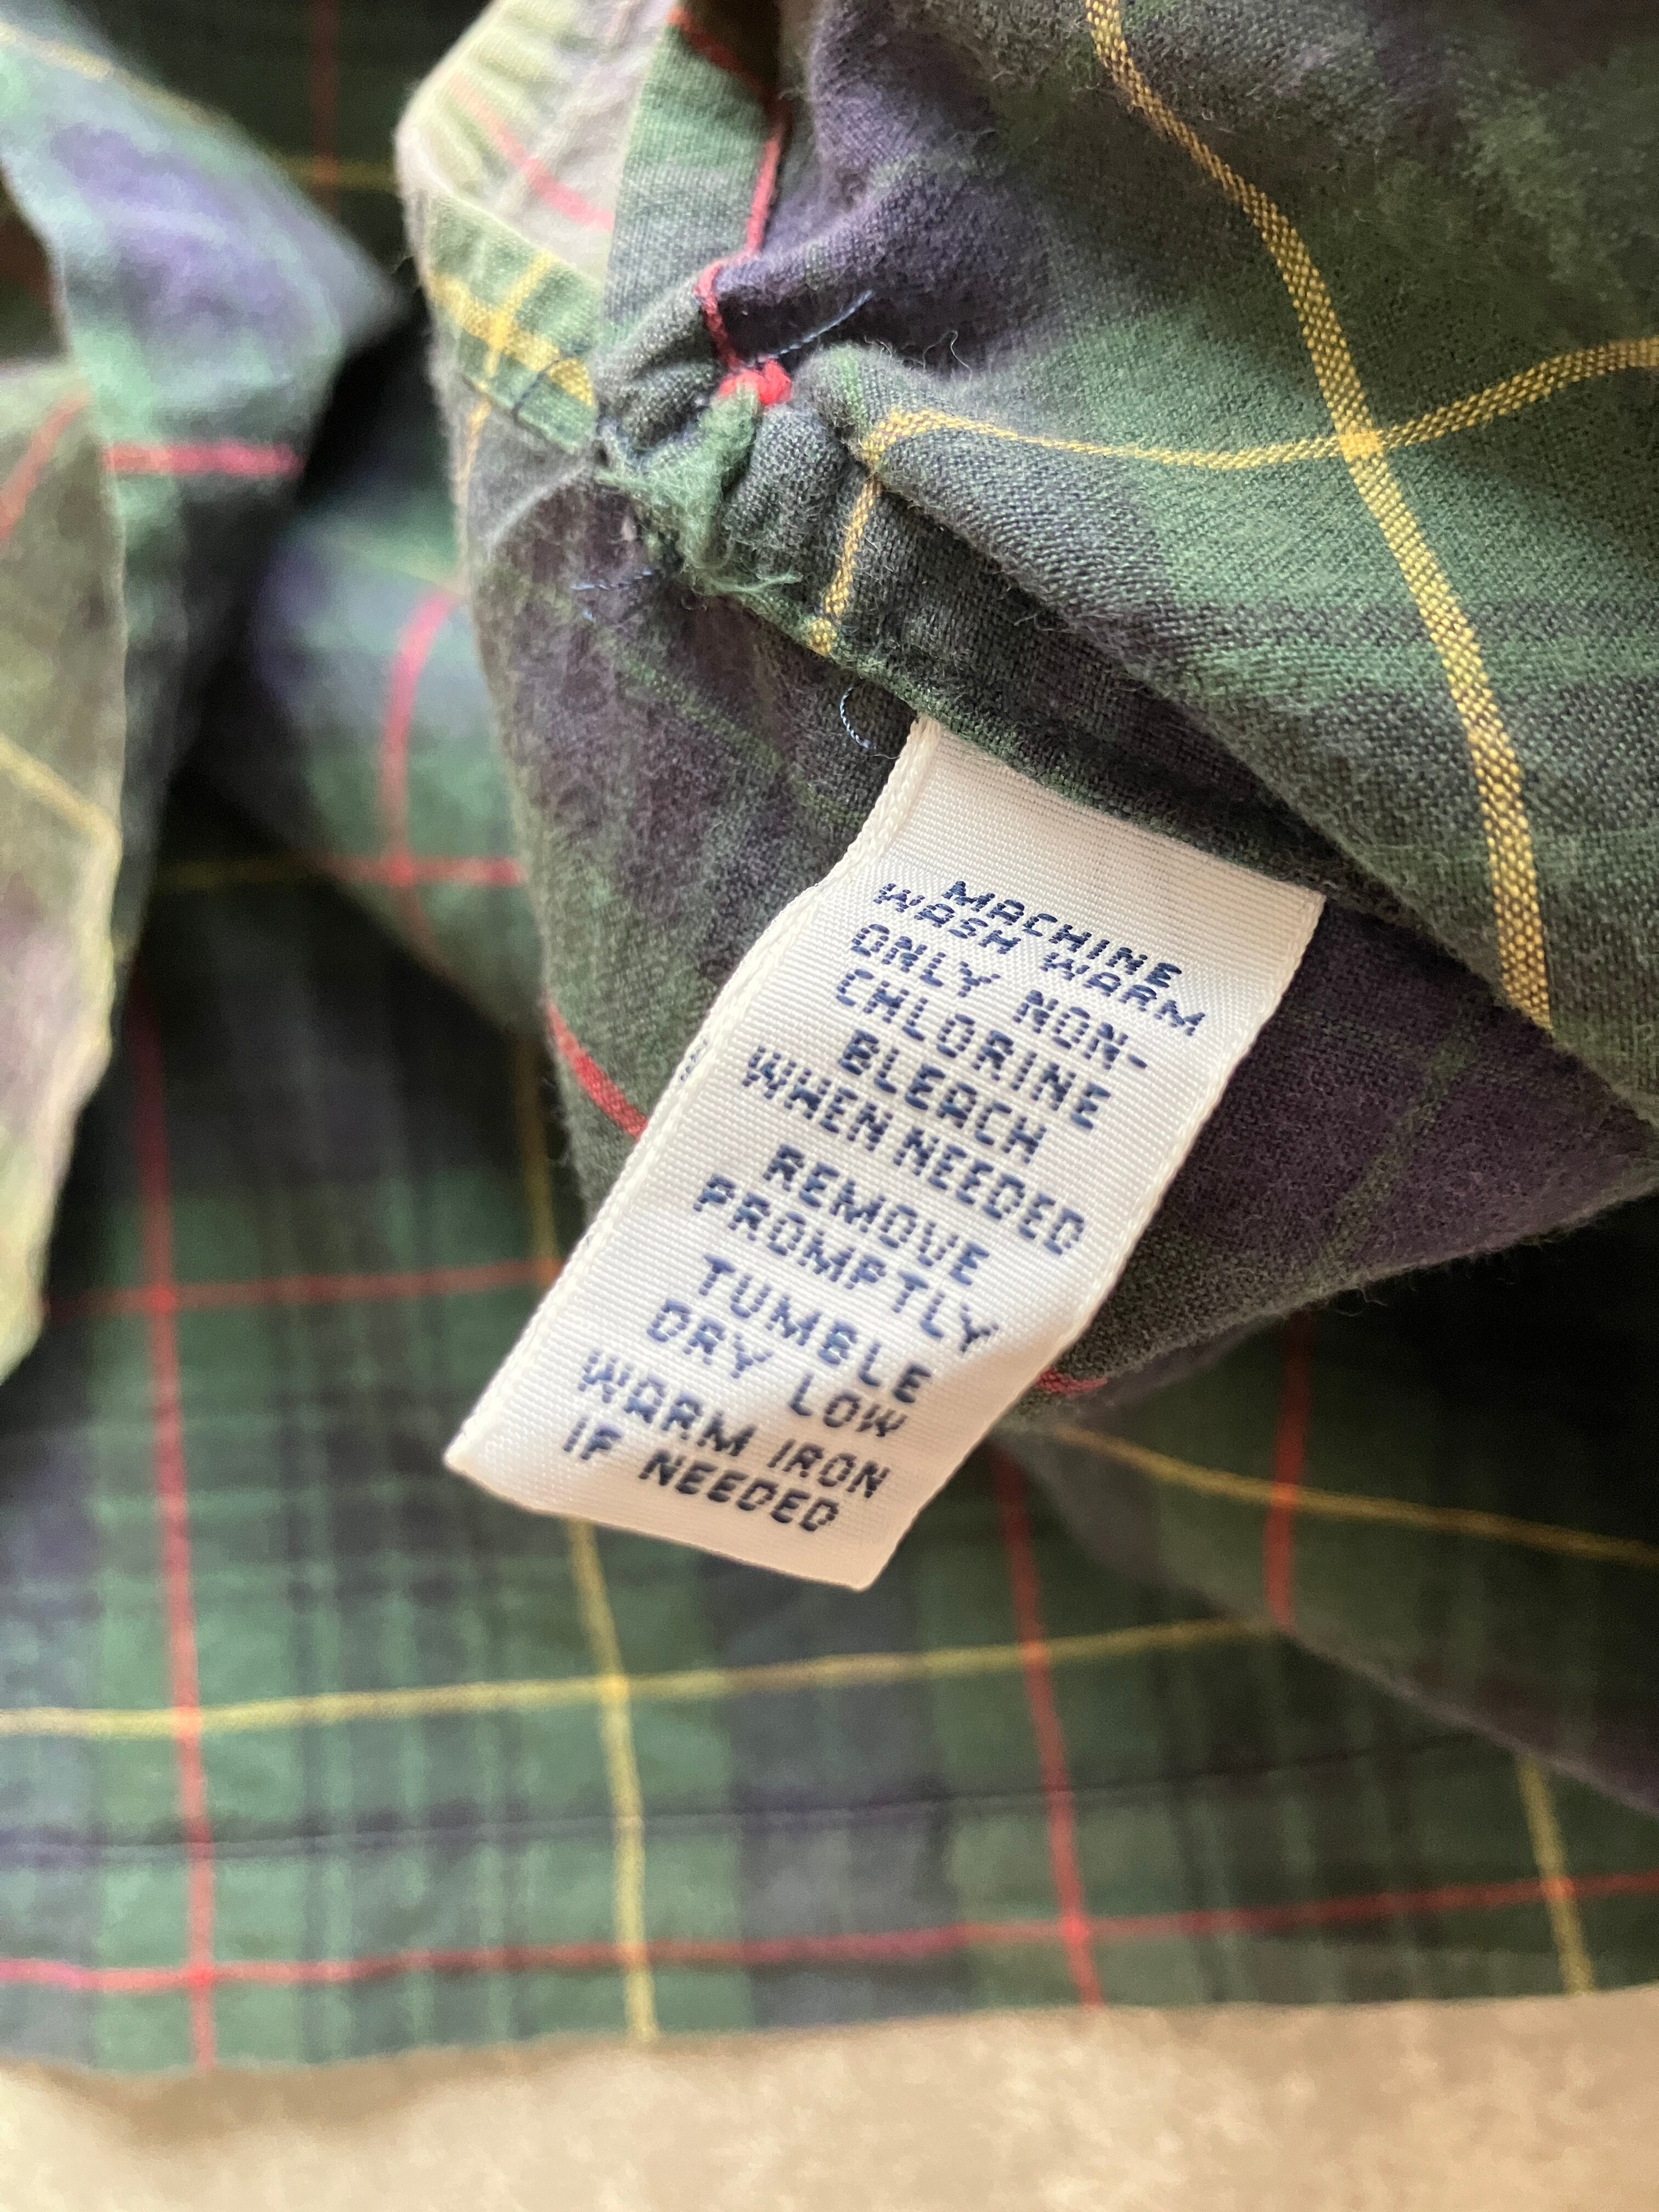 MACHINE
WASH WARM
ONLY NON-
CHLORINE
BLEACH
WHEN NEEDED
REMOVE
PROMPTLY
TUMBLE
DRY LOW
WARM IRON
IF NEEDED